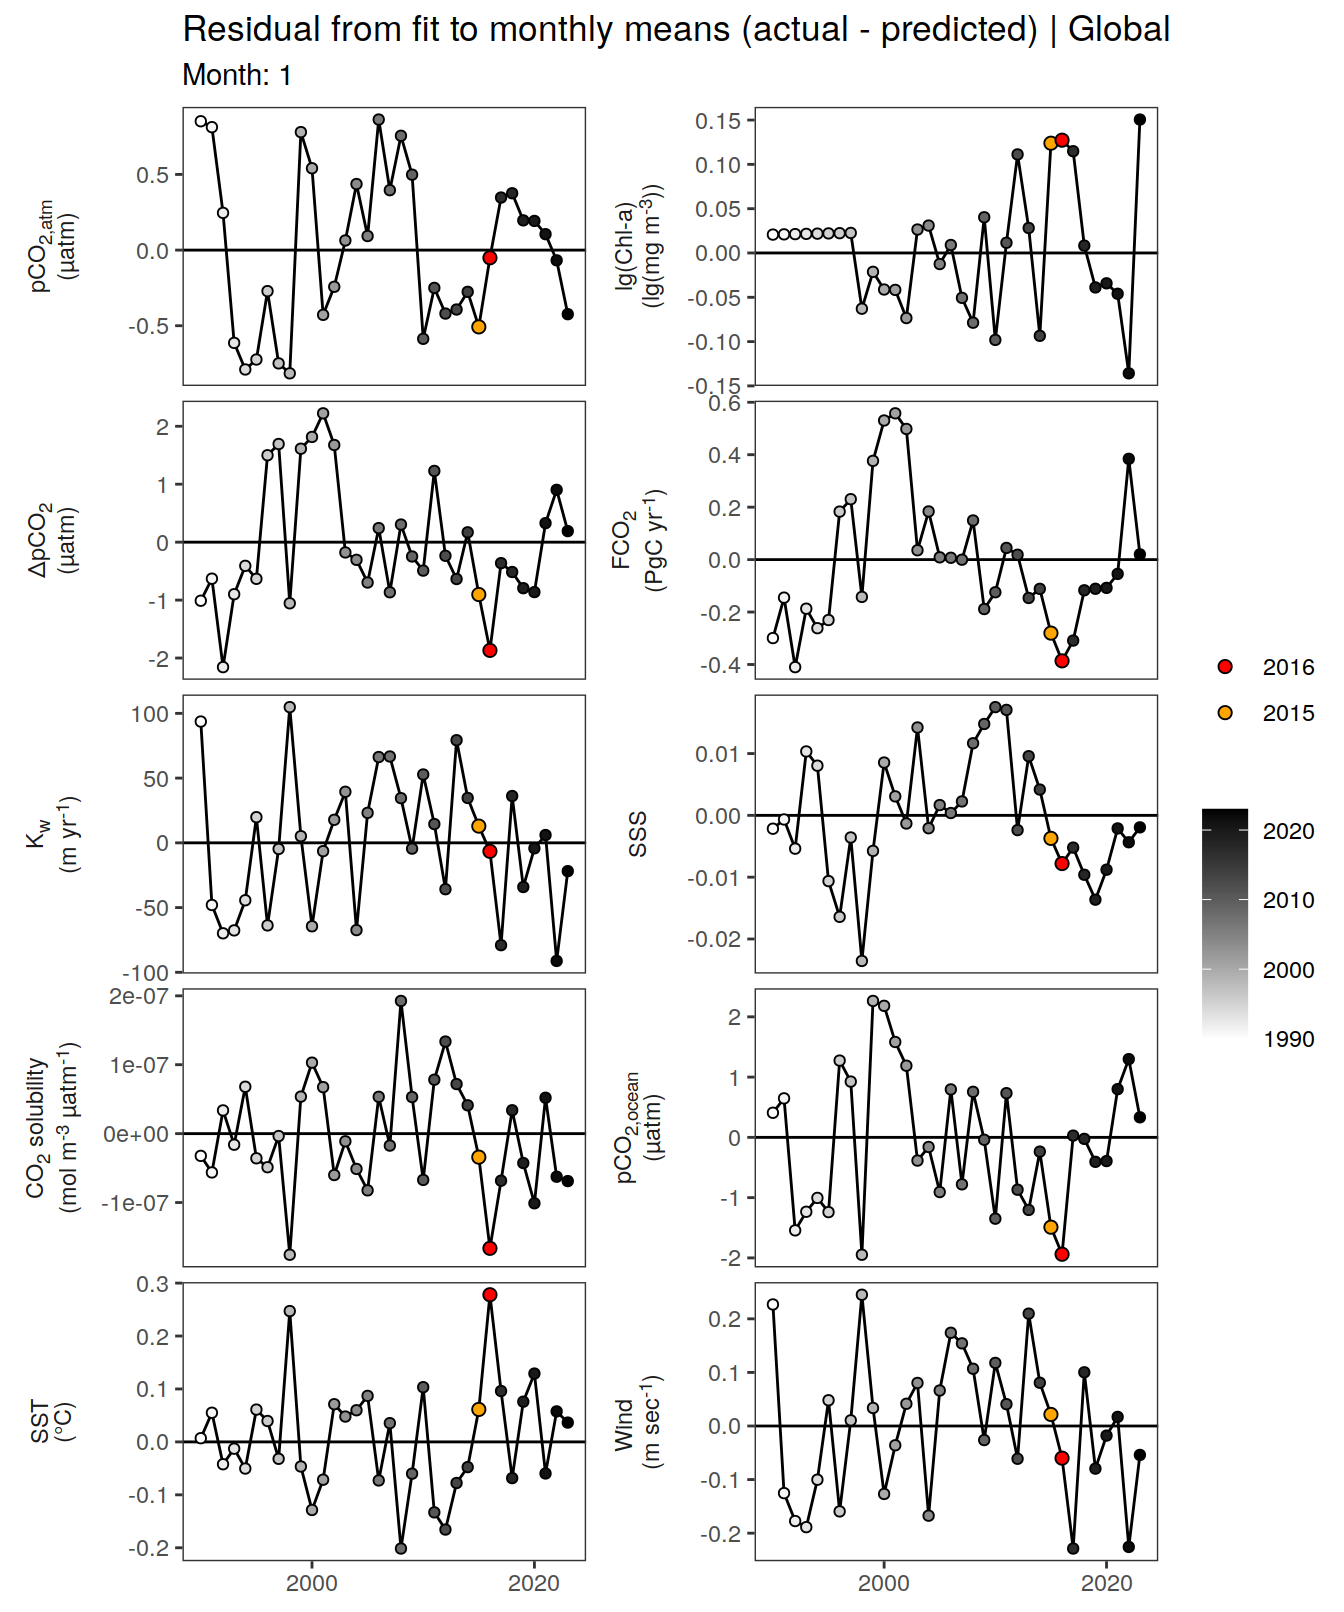 Residual from fit to monthly means (actual - predicted) | Global
Month: 1
pCO2,atm
(µatm)
0.5
0.0
-0.5
lg(Chl-a)
(lg(mg m-3))
0.15
0.10
0.05
0.00
-0.05
-0.10
-0.15
ΔpCO2
(µatm)
2
1
0
-1
-2
FCO2
(PgC yr-1)
0.6
0.4
0.2
0.0
-0.2
-0.4
Kw
(m yr-1)
100
50
0
-50
-100
SSS
0.01
0.00
-0.01
-0.02
CO2 solubility
(mol m-3 µatm-1)
2e-07
1e-07
0e+00
-1e-07
pCO2,ocean
(µatm)
2
1
0
-1
-2
SST
(°C)
0.3
0.2
0.1
0.0
-0.1
-0.2
Wind
(m sec-1)
0.2
0.1
0.0
-0.1
-0.2
2000
2020
2000
2020
2016
2015
2020
2010
2000
1990